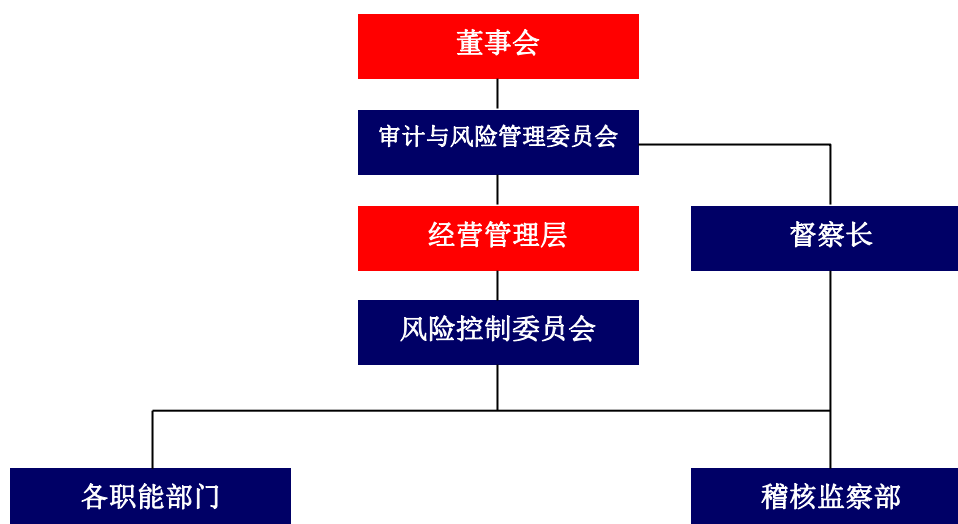 董事会
审计与风险管理委员会
经营管理层
督察长
风险控制委员会
各职能部门
稽核监察部